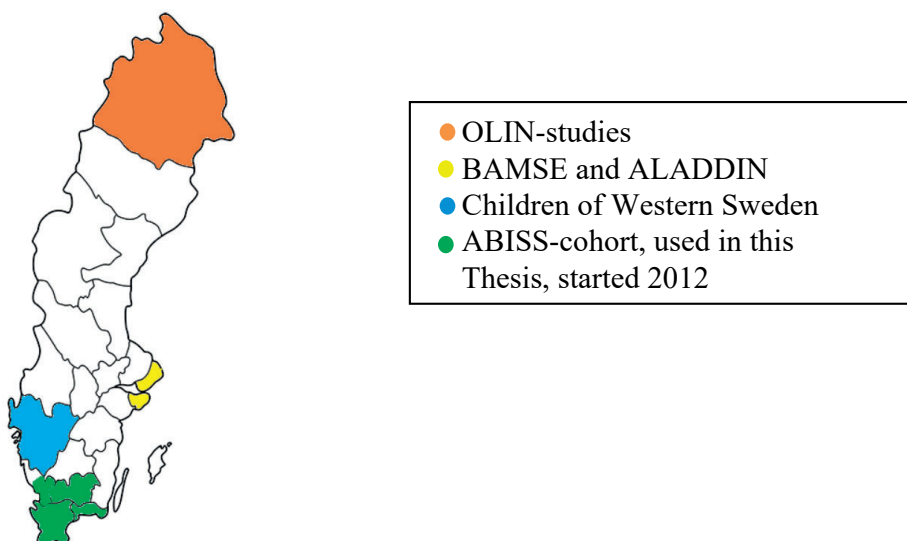 OLIN-studies
BAMSE and ALADDIN
Children of Western Sweden
ABISS-cohort, used in this
Thesis, started 2012